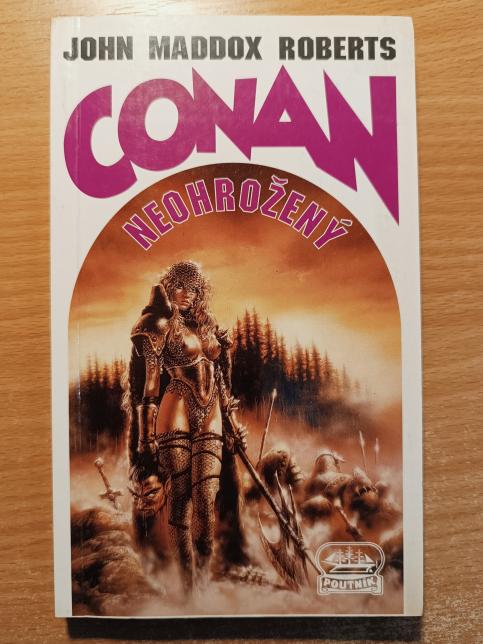 JOHN MADDOX ROBERTS
CONAN
NEOHROŽENÝ
POUTNÍK